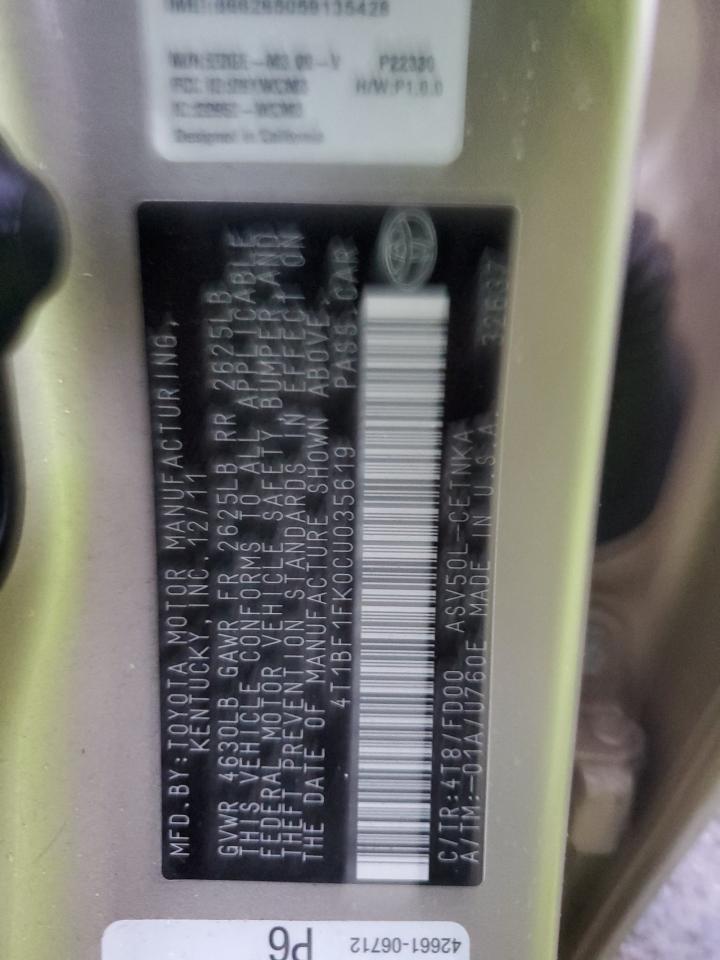 P22320
H/W:P1.0.0
Designed in California
MFD. BY:TOYOTA MOTOR MANUFACTURING,
KENTUCKY, INC. 12/11
GVWR 4630LB GAWR FR 2625LB RR 2625LB
THIS VEHICLE CONFORMS TO ALL APPLICABLE
FEDERAL MOTOR VEHICLE SAFETY, BUMPER, AND
THEFT PREVENTION STANDARDS IN EFFECT ON
THE DATE OF MANUFACTURE SHOWN ABOVE.
4T1BF1FK0CU035619 PASS. CAR
C/TR:4T8/FD00 ASV50L-CETNKA
A/TM:-01A/U760E MADE IN U.S.A. 32637
P6
42661-06712